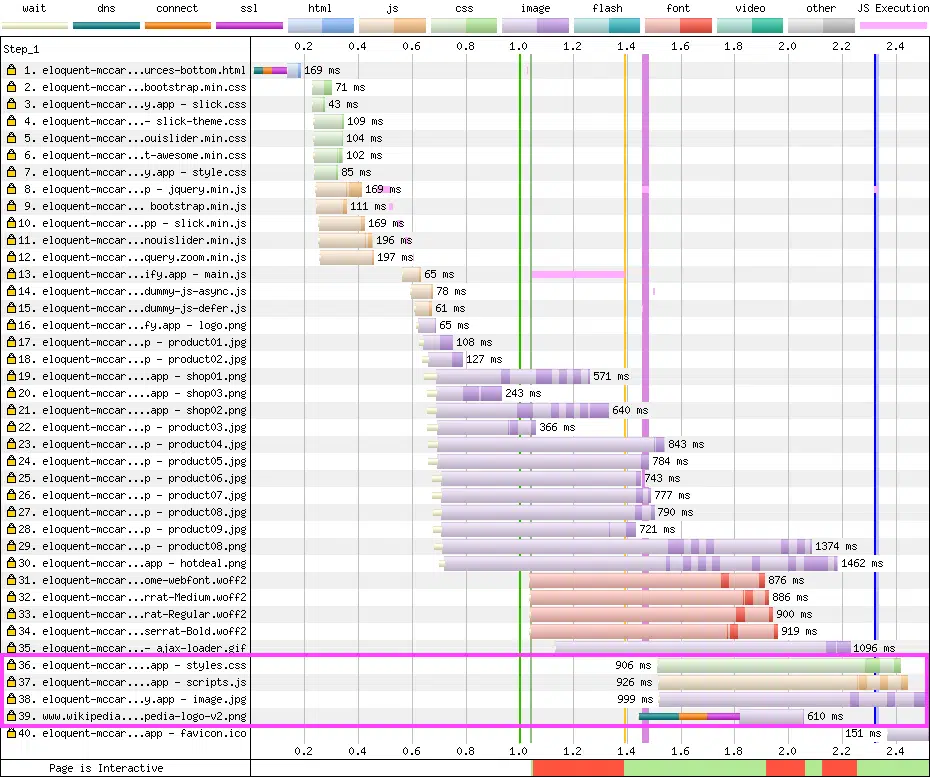 wait dns connect ssl html js css image flash font video other JS Execution
Step_1 0.2 0.4 0.6 0.8 1.0 1.2 1.4 1.6 1.8 2.0 2.2 2.4
1. eloquent-mccar...urces-bottom.html 169 ms
2. eloquent-mccar...bootstrap.min.css 71 ms
3. eloquent-mccar...y.app - slick.css 43 ms
4. eloquent-mccar...- slick-theme.css 109 ms
5. eloquent-mccar...ouislider.min.css 104 ms
6. eloquent-mccar...t-awesome.min.css 102 ms
7. eloquent-mccar...y.app - style.css 85 ms
8. eloquent-mccar...p - jquery.min.js 169 ms
9. eloquent-mccar... bootstrap.min.js 111 ms
10. eloquent-mccar...pp - slick.min.js 169 ms
11. eloquent-mccar...nouislider.min.js 196 ms
12. eloquent-mccar...query.zoom.min.js 197 ms
13. eloquent-mccar...ify.app - main.js 65 ms
14. eloquent-mccar...dummy-js-async.js 78 ms
15. eloquent-mccar...dummy-js-defer.js 61 ms
16. eloquent-mccar...fy.app - logo.png 65 ms
17. eloquent-mccar...p - product01.jpg 108 ms
18. eloquent-mccar...p - product02.jpg 127 ms
19. eloquent-mccar....app - shop01.png 571 ms
20. eloquent-mccar....app - shop03.png 243 ms
21. eloquent-mccar....app - shop02.png 640 ms
22. eloquent-mccar...p - product03.jpg 366 ms
23. eloquent-mccar...p - product04.jpg 843 ms
24. eloquent-mccar...p - product05.jpg 784 ms
25. eloquent-mccar...p - product06.jpg 743 ms
26. eloquent-mccar...p - product07.jpg 777 ms
27. eloquent-mccar...p - product08.jpg 790 ms
28. eloquent-mccar...p - product09.jpg 721 ms
29. eloquent-mccar...p - product08.png 1374 ms
30. eloquent-mccar....app - hotdeal.png 1462 ms
31. eloquent-mccar...ome-webfont.woff2 876 ms
32. eloquent-mccar...rrat-Medium.woff2 886 ms
33. eloquent-mccar...rat-Regular.woff2 900 ms
34. eloquent-mccar...serrat-Bold.woff2 919 ms
35. eloquent-mccar...- ajax-loader.gif 1096 ms
36. eloquent-mccar....app - styles.css 906 ms
37. eloquent-mccar....app - scripts.js 926 ms
38. eloquent-mccar...y.app - image.jpg 999 ms
39. www.wikipedia....pedia-logo-v2.png 610 ms
40. eloquent-mccar...app - favicon.ico 151 ms
0.2 0.4 0.6 0.8 1.0 1.2 1.4 1.6 1.8 2.0 2.2 2.4
Page is Interactive